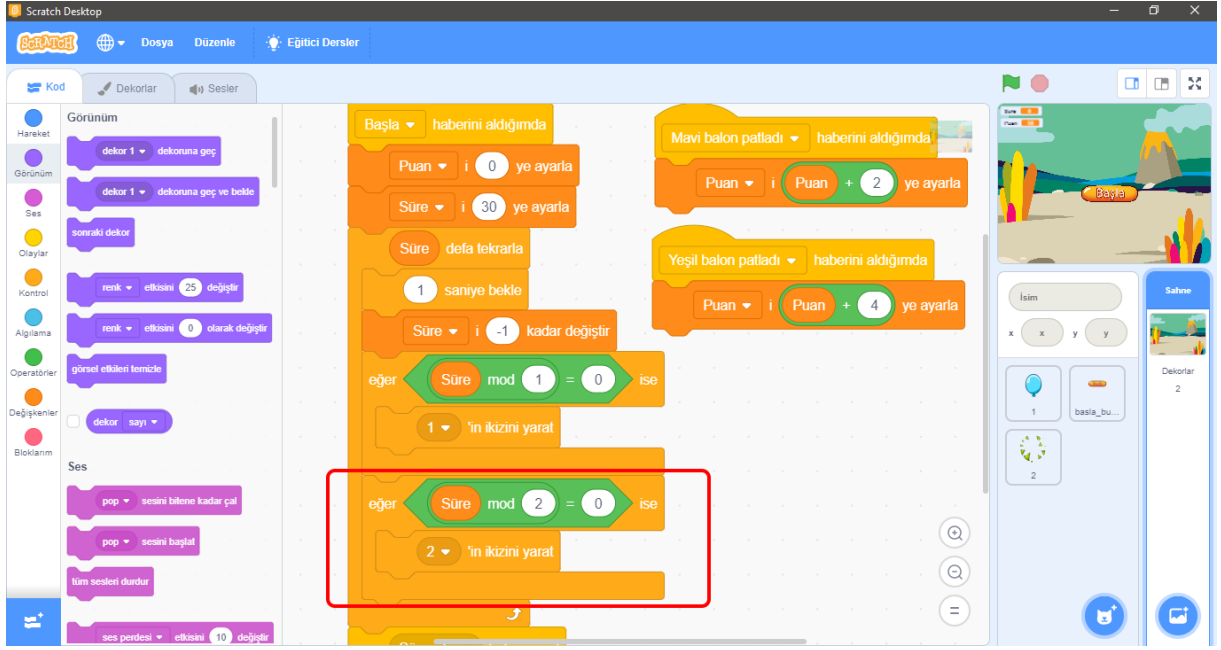 Scratch Desktop
SCRATCH
Dosya
Düzenle
Eğitici Dersler
Kod
Dekorlar
Sesler
Hareket
Görünüm
Ses
Olaylar
Kontrol
Algılama
Operatörler
Değişkenler
Bloklarım
Görünüm
dekor 1 dekoruna geç
dekor 1 dekoruna geç ve bekle
sonraki dekor
renk etkisini 25 değiştir
renk etkisini 0 olarak değiştir
görsel etkileri temizle
dekor sayı
Ses
pop sesini bitene kadar çal
pop sesini başlat
tüm sesleri durdur
ses perdesi etkisini 10 değiştir
Başla haberini aldığımda
Puan i 0 ye ayarla
Süre i 30 ye ayarla
Süre defa tekrarla
1 saniye bekle
Süre i -1 kadar değiştir
eğer Süre mod 1 = 0 ise
1 'in ikizini yarat
eğer Süre mod 2 = 0 ise
2 'in ikizini yarat
Mavi balon patladı haberini aldığımda
Puan i Puan + 2 ye ayarla
Yeşil balon patladı haberini aldığımda
Puan i Puan + 4 ye ayarla
Süre
Puan
Başla
İsim
x x y y
1
basla_bu...
2
Sahne
Dekorlar
2